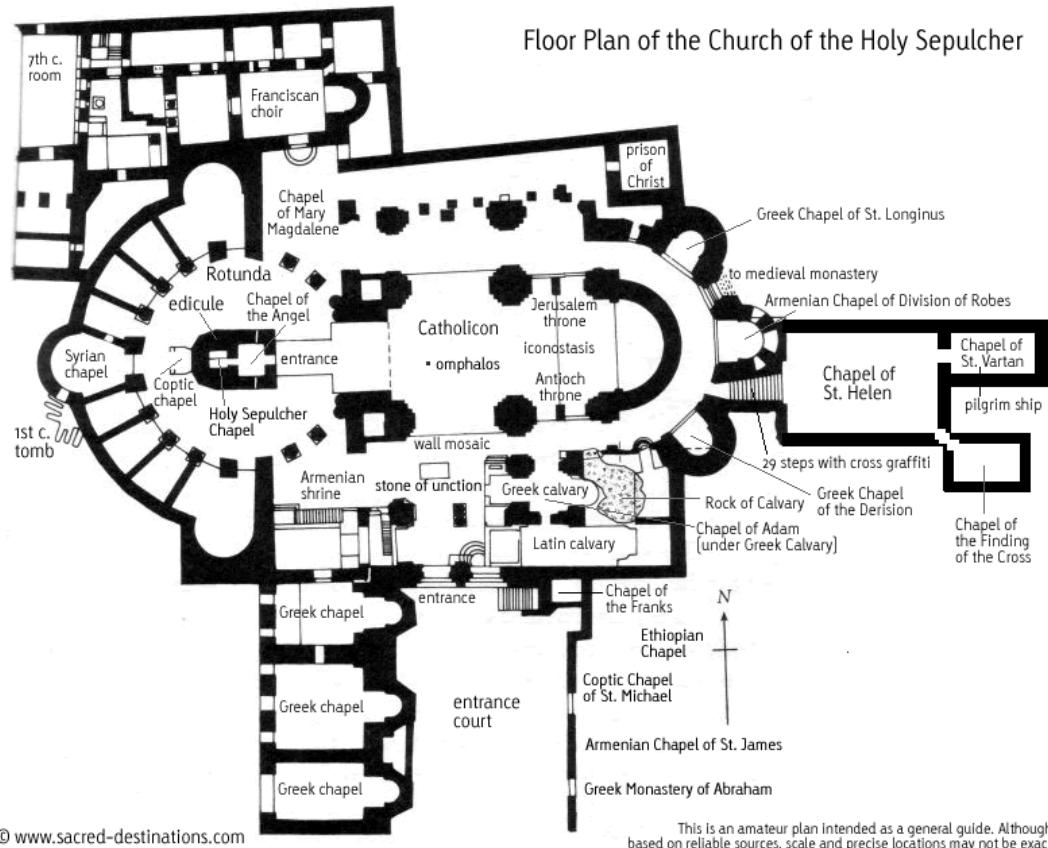 Floor Plan of the Church of the Holy Sepulcher
7th c.
room
Franciscan
choir
prison
of
Christ
Chapel
of Mary
Magdalene
Greek Chapel of St. Longinus
to medieval monastery
Rotunda
edicule
Chapel of
the Angel
Armenian Chapel of Division of Robes
Jerusalem
throne
Catholicon
iconostasis
omphalos
entrance
Syrian
chapel
Coptic
chapel
Antioch
throne
Holy Sepulcher
Chapel
Chapel of
St. Helen
Chapel of
St. Vartan
pilgrim ship
1st c.
tomb
wall mosaic
29 steps with cross graffiti
Armenian
shrine
stone of unction
Greek calvary
Rock of Calvary
Greek Chapel
of the Derision
Latin calvary
Chapel of Adam
(under Greek Calvary)
Chapel of
the Finding
of the Cross
entrance
Chapel of
the Franks
N
Greek chapel
Ethiopian
Chapel
Coptic Chapel
of St. Michael
Greek chapel
entrance
court
Armenian Chapel of St. James
Greek chapel
Greek Monastery of Abraham
© www.sacred-destinations.com
This is an amateur plan intended as a general guide. Although
based on reliable sources, scale and precise locations may not be exac